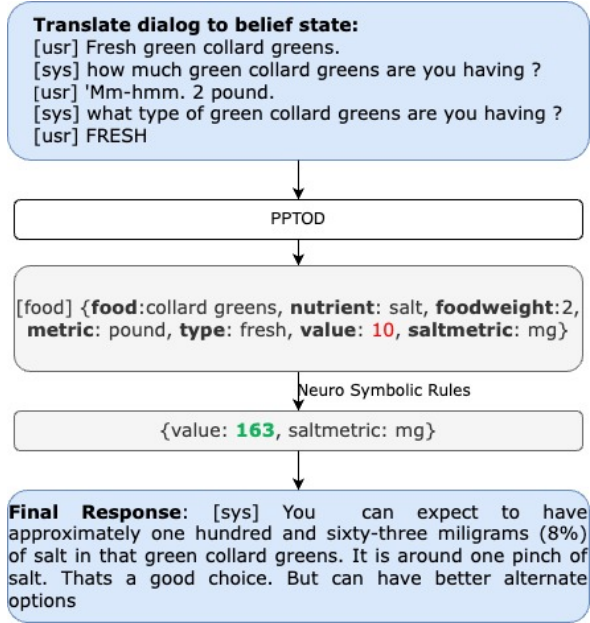 Translate dialog to belief state:
[usr] Fresh green collard greens.
[sys] how much green collard greens are you having ?
[usr] 'Mm-hmm. 2 pound.
[sys] what type of green collard greens are you having ?
[usr] FRESH
PPTOD
[food] {food:collard greens, nutrient: salt, foodweight:2,
metric: pound, type: fresh, value: 10, saltmetric: mg}
Neuro Symbolic Rules
{value: 163, saltmetric: mg}
Final Response: [sys] You can expect to have
approximately one hundred and sixty-three miligrams (8%)
of salt in that green collard greens. It is around one pinch of
salt. Thats a good choice. But can have better alternate
options